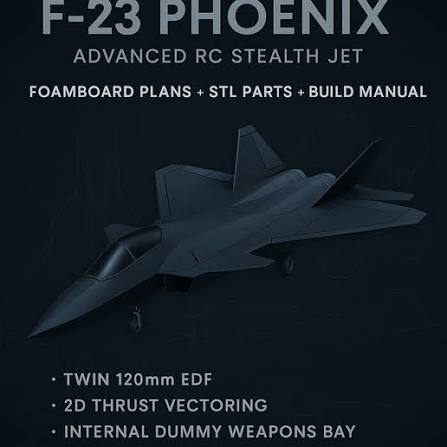 F-23 PHOENIX
ADVANCED RC STEALTH JET
FOAMBOARD PLANS + STL PARTS + BUILD MANUAL
• TWIN 120mm EDF
• 2D THRUST VECTORING
• INTERNAL DUMMY WEAPONS BAY